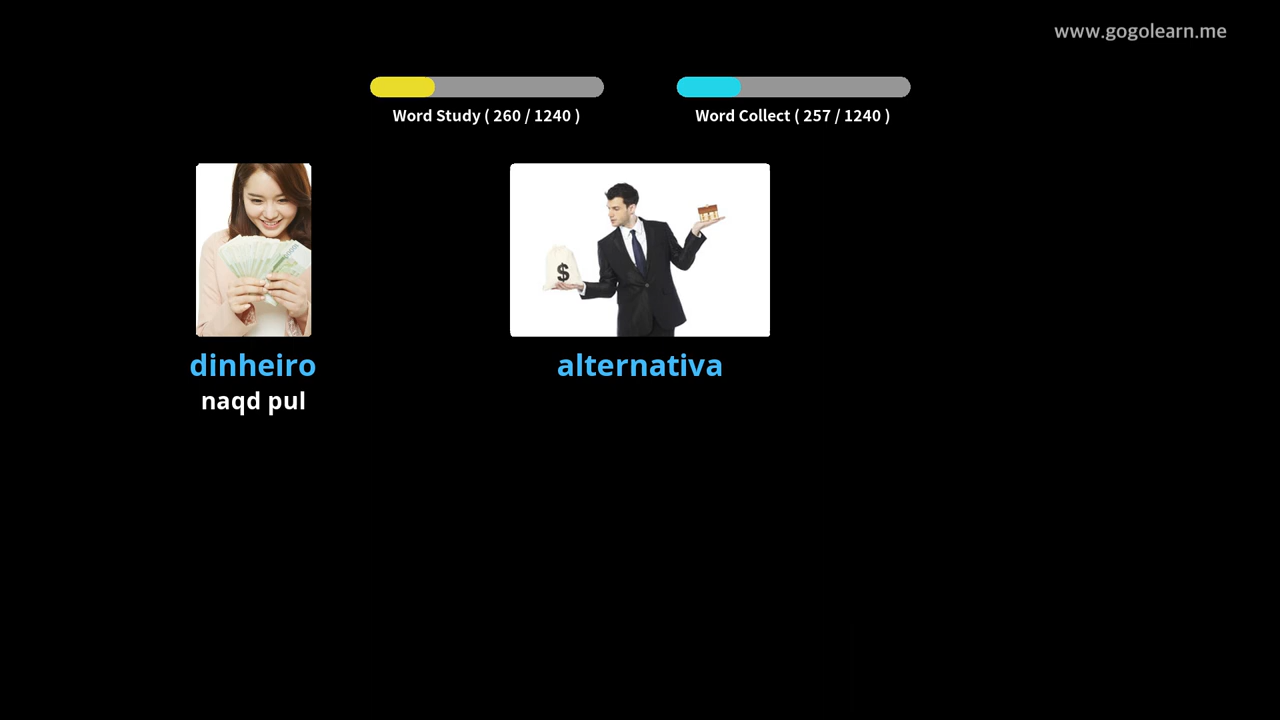 www.gogolearn.me
Word Study ( 260 / 1240 )
Word Collect ( 257 / 1240 )
$
dinheiro
naqd pul
alternativa